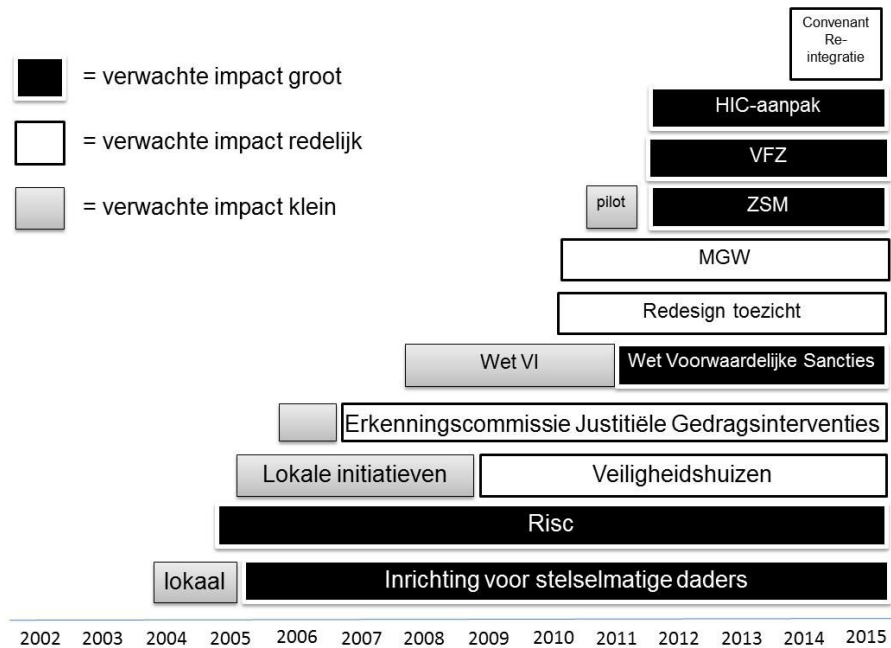 Convenant
Re-
integratie
= verwachte impact groot
= verwachte impact redelijk
= verwachte impact klein
HIC-aanpak
VFZ
pilot ZSM
MGW
Redesign toezicht
Wet VI Wet Voorwaardelijke Sancties
Erkenningscommissie Justitiële Gedragsinterventies
Lokale initiatieven Veiligheidshuizen
Risc
lokaal Inrichting voor stelselmatige daders
2002 2003 2004 2005 2006 2007 2008 2009 2010 2011 2012 2013 2014 2015